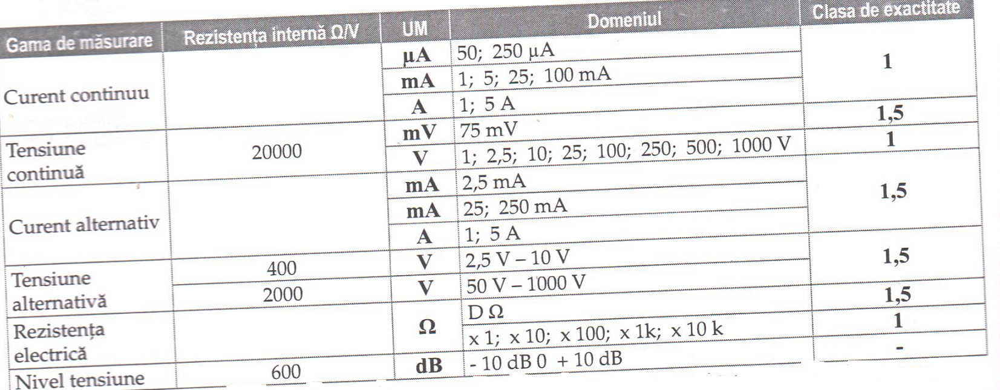 Gama de măsurare Rezistența internă Ω/V UM Domeniul Clasa de exactitate
Curent continuu μA 50; 250 μA 1
mA 1; 5; 25; 100 mA
A 1; 5 A
Tensiune continuă 20000 mV 75 mV 1,5
V 1; 2,5; 10; 25; 100; 250; 500; 1000 V 1
Curent alternativ mA 2,5 mA 1,5
mA 25; 250 mA
A 1; 5 A
Tensiune alternativă 400 V 2,5 V – 10 V 1,5
2000 V 50 V – 1000 V
Rezistența electrică Ω D Ω 1,5
x 1; x 10; x 100; x 1k; x 10 k 1
Nivel tensiune 600 dB - 10 dB 0 + 10 dB -